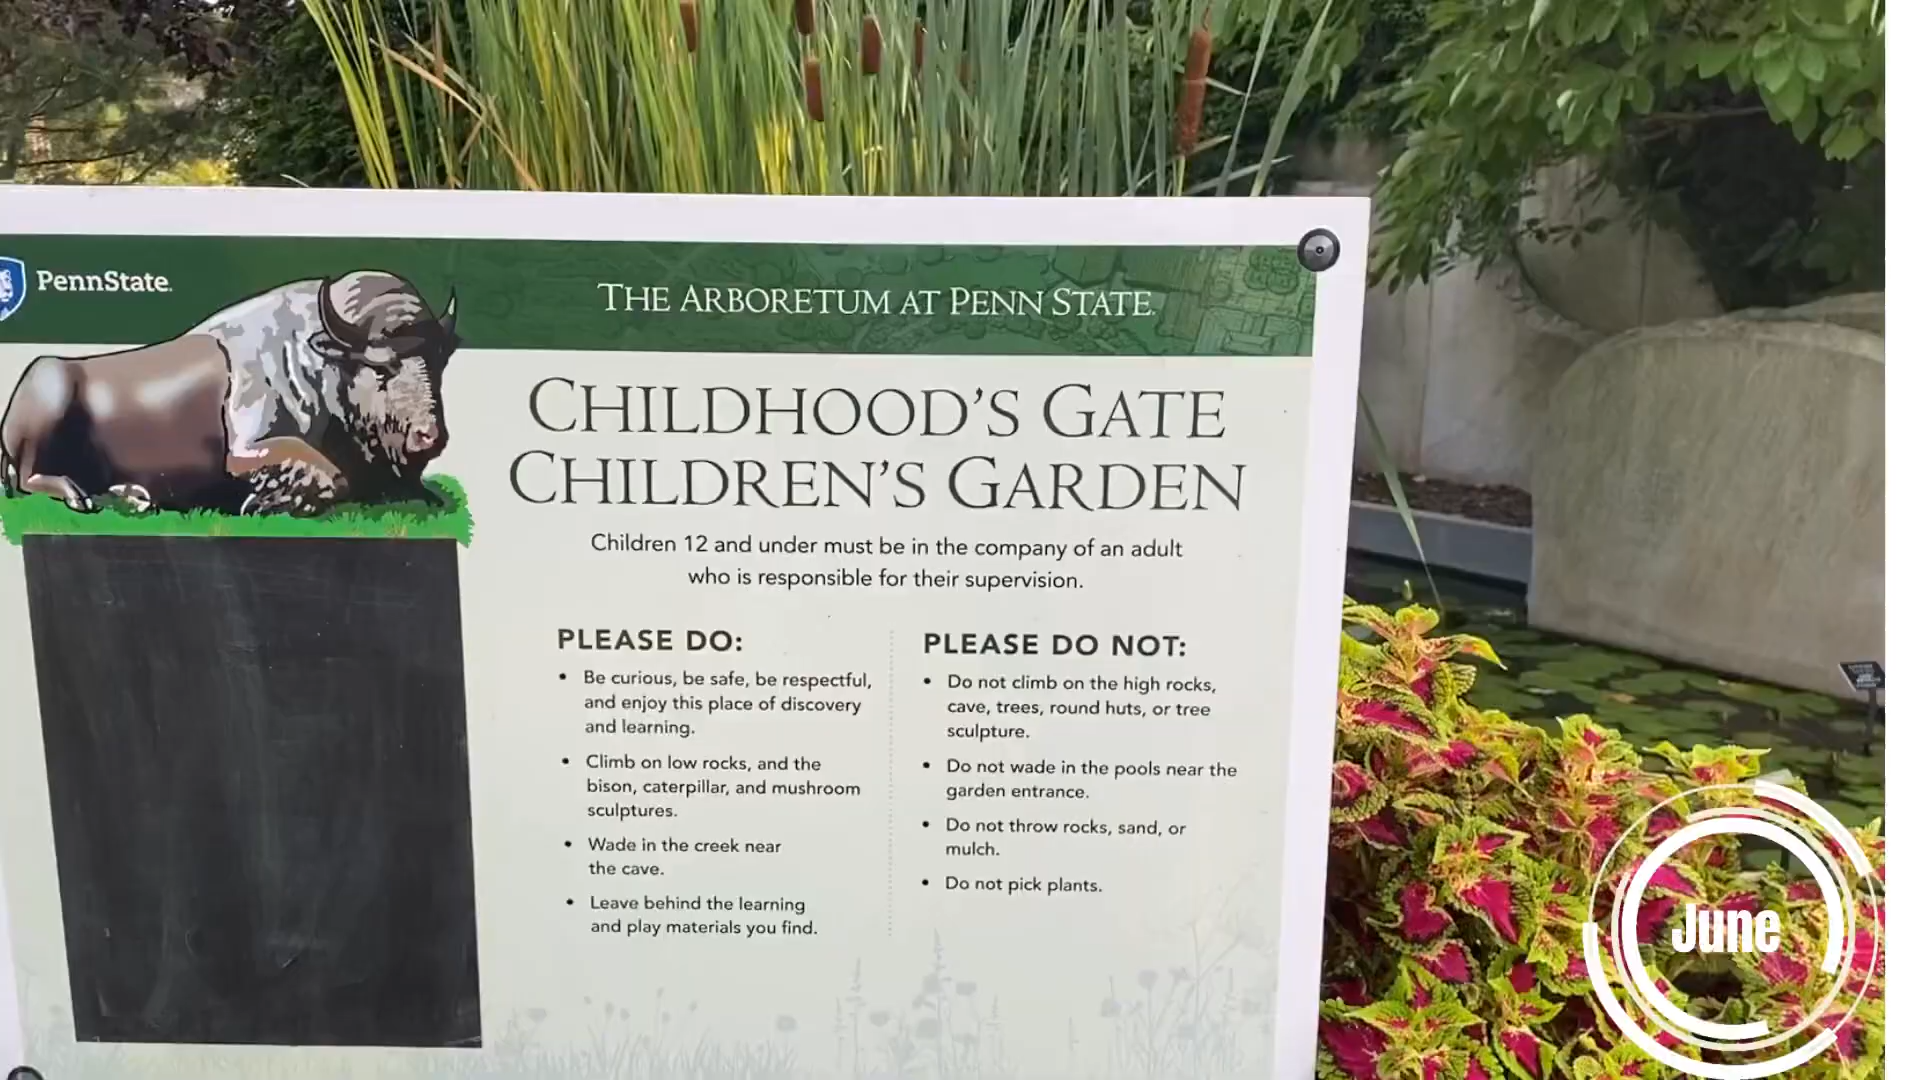 PennState.
THE ARBORETUM AT PENN STATE.
CHILDHOOD'S GATE
CHILDREN'S GARDEN
Children 12 and under must be in the company of an adult
who is responsible for their supervision.
PLEASE DO:
• Be curious, be safe, be respectful,
and enjoy this place of discovery
and learning.
• Climb on low rocks, and the
bison, caterpillar, and mushroom
sculptures.
• Wade in the creek near
the cave.
• Leave behind the learning
and play materials you find.
PLEASE DO NOT:
• Do not climb on the high rocks,
cave, trees, round huts, or tree
sculpture.
• Do not wade in the pools near the
garden entrance.
• Do not throw rocks, sand, or
mulch.
• Do not pick plants.
June